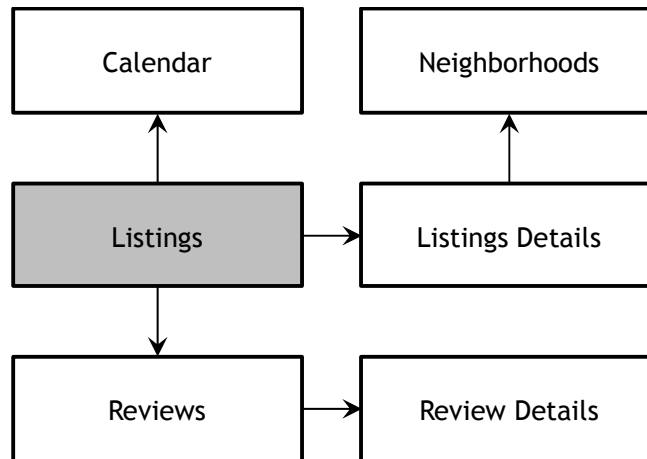 Calendar
Neighborhoods
Listings
Listings Details
Reviews
Review Details